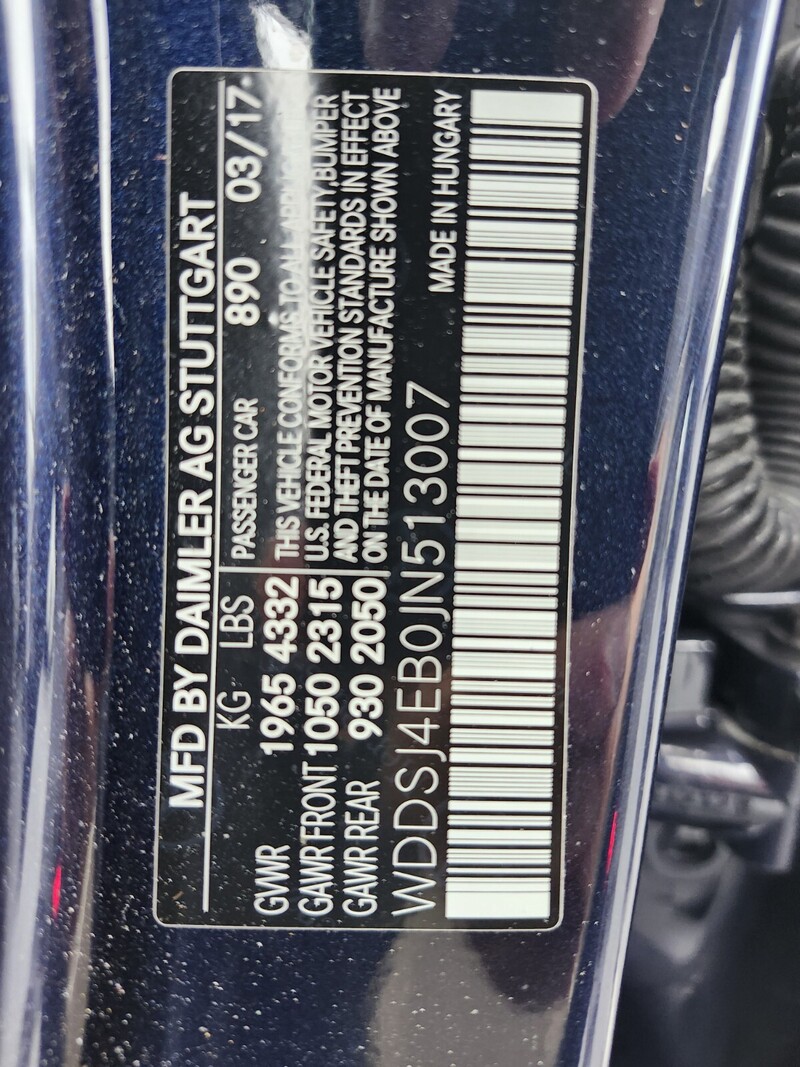 MFD BY DAIMLER AG STUTTGART
KG LBS PASSENGER CAR 890 03/17
GVWR 1965 4332 THIS VEHICLE CONFORMS TO ALL
GAWR FRONT 1050 2315 U.S. FEDERAL MOTOR VEHICLE SAFETY,BUMPER
GAWR REAR 930 2050 AND THEFT PREVENTION STANDARDS IN EFFECT
ON THE DATE OF MANUFACTURE SHOWN ABOVE
WDDSJ4EB0JN513007 MADE IN HUNGARY